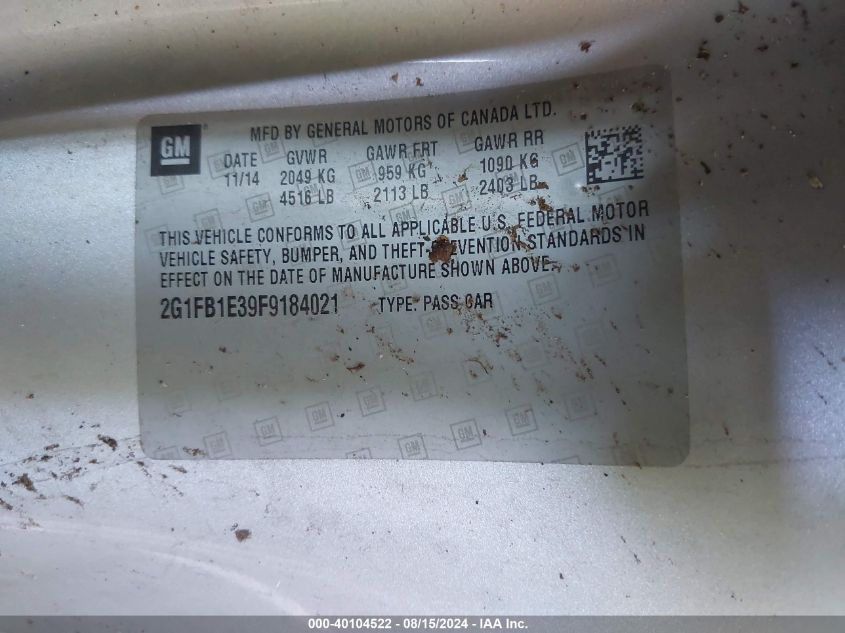 GM
MFD BY GENERAL MOTORS OF CANADA LTD.
DATE GVWR GAWR FRT GAWR RR
11/14 2049 KG 959 KG 1090 KG
4516 LB 2113 LB 2403 LB
THIS VEHICLE CONFORMS TO ALL APPLICABLE U.S. FEDERAL MOTOR
VEHICLE SAFETY, BUMPER, AND THEFT PREVENTION STANDARDS IN
EFFECT ON THE DATE OF MANUFACTURE SHOWN ABOVE.
2G1FB1E39F9184021 TYPE: PASS CAR
000-40104522 - 08/15/2024 - IAA Inc.